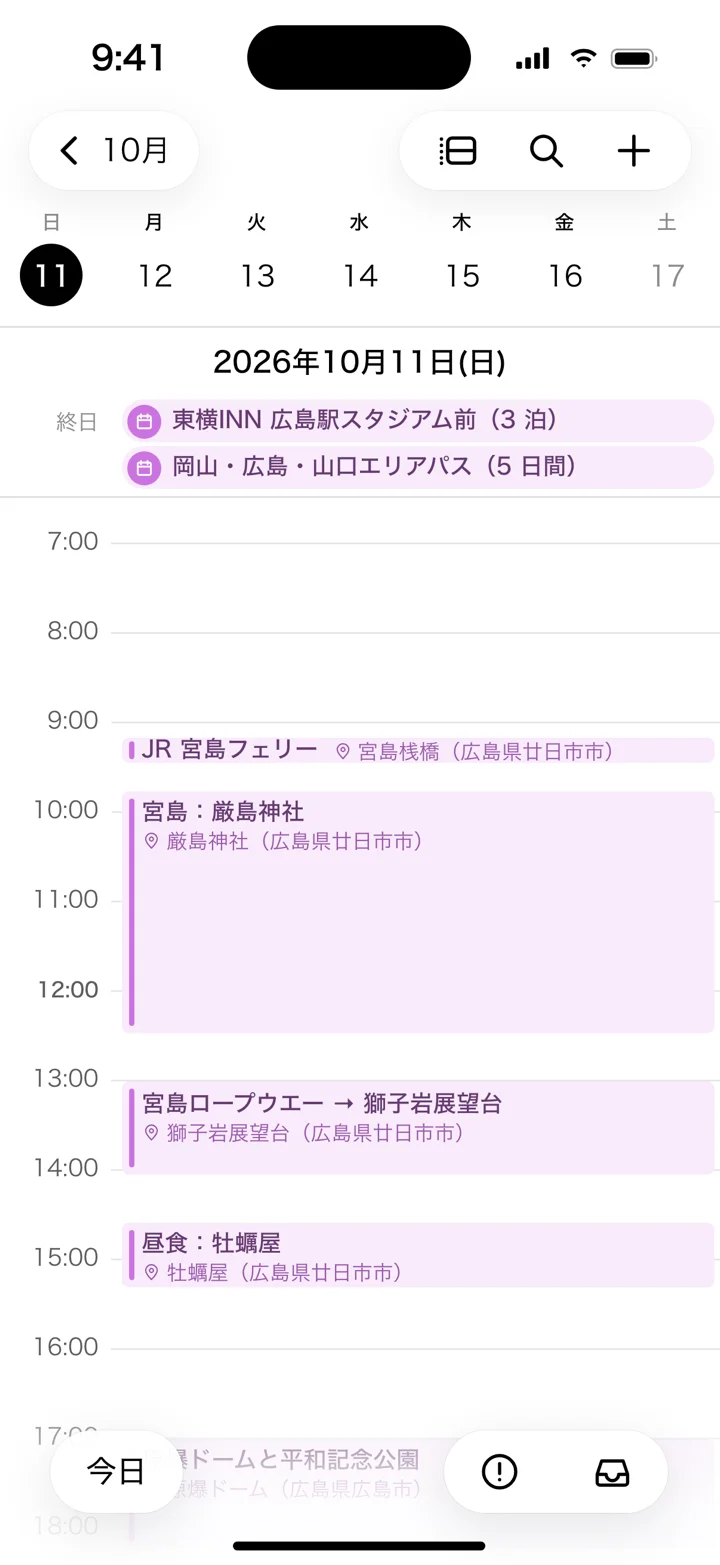 9:41
10月
日 月 火 水 木 金 土
11 12 13 14 15 16 17
2026年10月11日(日)
終日
東横INN 広島駅スタジアム前（3 泊）
岡山・広島・山口エリアパス（5 日間）
7:00
8:00
9:00
JR 宮島フェリー 宮島桟橋（広島県廿日市市）
10:00
宮島：厳島神社
厳島神社（広島県廿日市市）
11:00
12:00
13:00
宮島ロープウエー → 獅子岩展望台
獅子岩展望台（広島県廿日市市）
14:00
昼食：牡蠣屋
15:00
牡蠣屋（広島県廿日市市）
16:00
17:00
爆ドームと平和記念公園
今日
爆ドーム（広島県広島市）
18:00